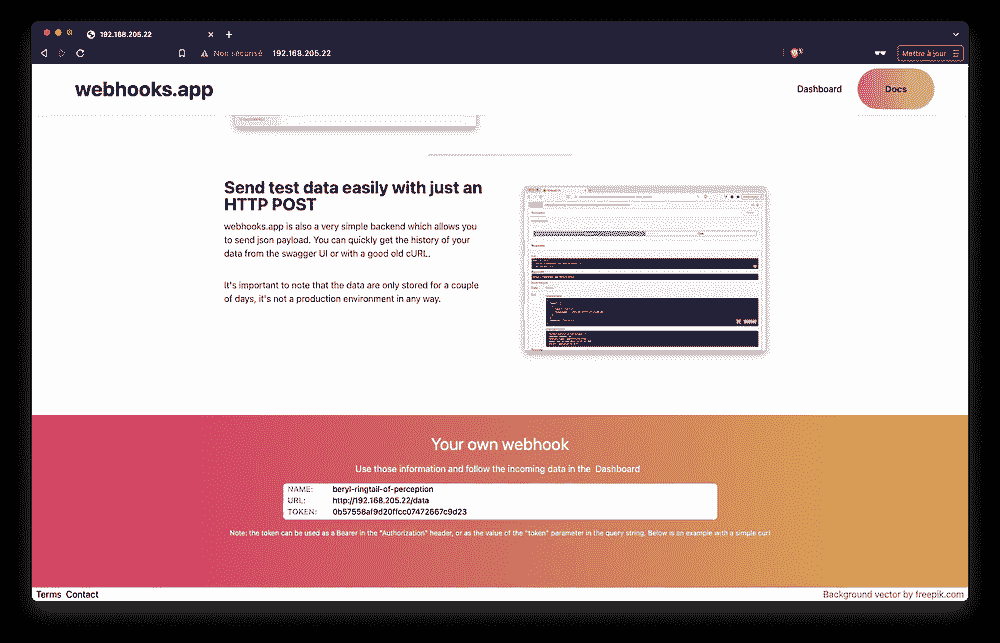 192.168.205.22
Non sécurisé 192.168.205.22
Mettre à jour
webhooks.app
Dashboard
Docs
Send test data easily with just an
HTTP POST
webhooks.app is also a very simple backend which allows you
to send json payload. You can quickly get the history of your
data from the swagger UI or with a good old cURL.
It's important to note that the data are only stored for a couple
of days, it's not a production environment in any way.
Your own webhook
Use those information and follow the incoming data in the Dashboard
NAME: beryl-ringtail-of-perception
URL: http://192.168.205.22/data
TOKEN: 0b57558af9d20ffcc07472667c9d23
Note: the token can be used as a Bearer in the "Authorization" header, or as the value of the "token" parameter in the query string. Below is an example with a simple curl
Terms Contact
Background vector by freepik.com